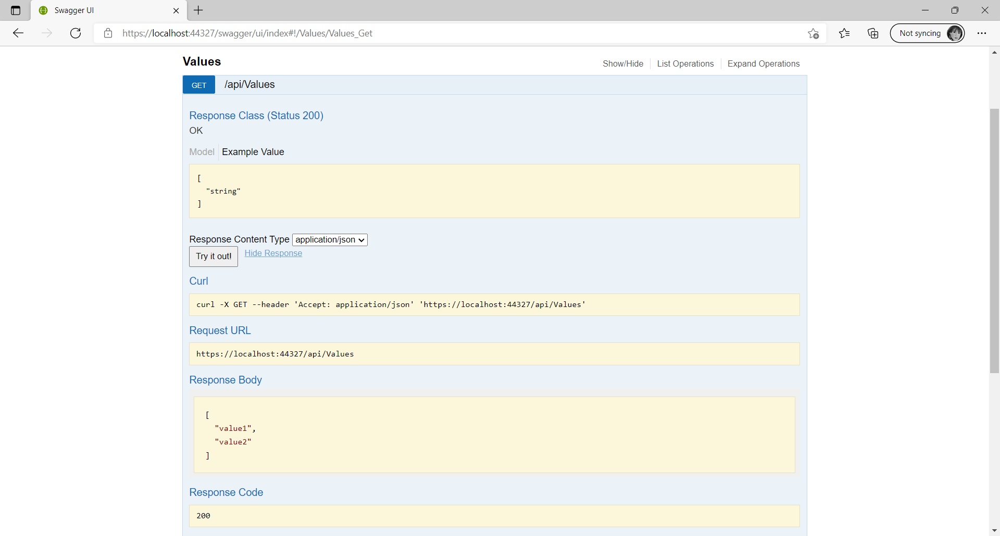 Swagger UI
https://localhost:44327/swagger/ui/index#!/Values/Values_Get
Not syncing
Values
Show/Hide
List Operations
Expand Operations
GET
/api/Values
Response Class (Status 200)
OK
Model
Example Value
[
"string"
]
Response Content Type application/json
Try it out!
Hide Response
Curl
curl -X GET --header 'Accept: application/json' 'https://localhost:44327/api/Values'
Request URL
https://localhost:44327/api/Values
Response Body
[
"value1",
"value2"
]
Response Code
200